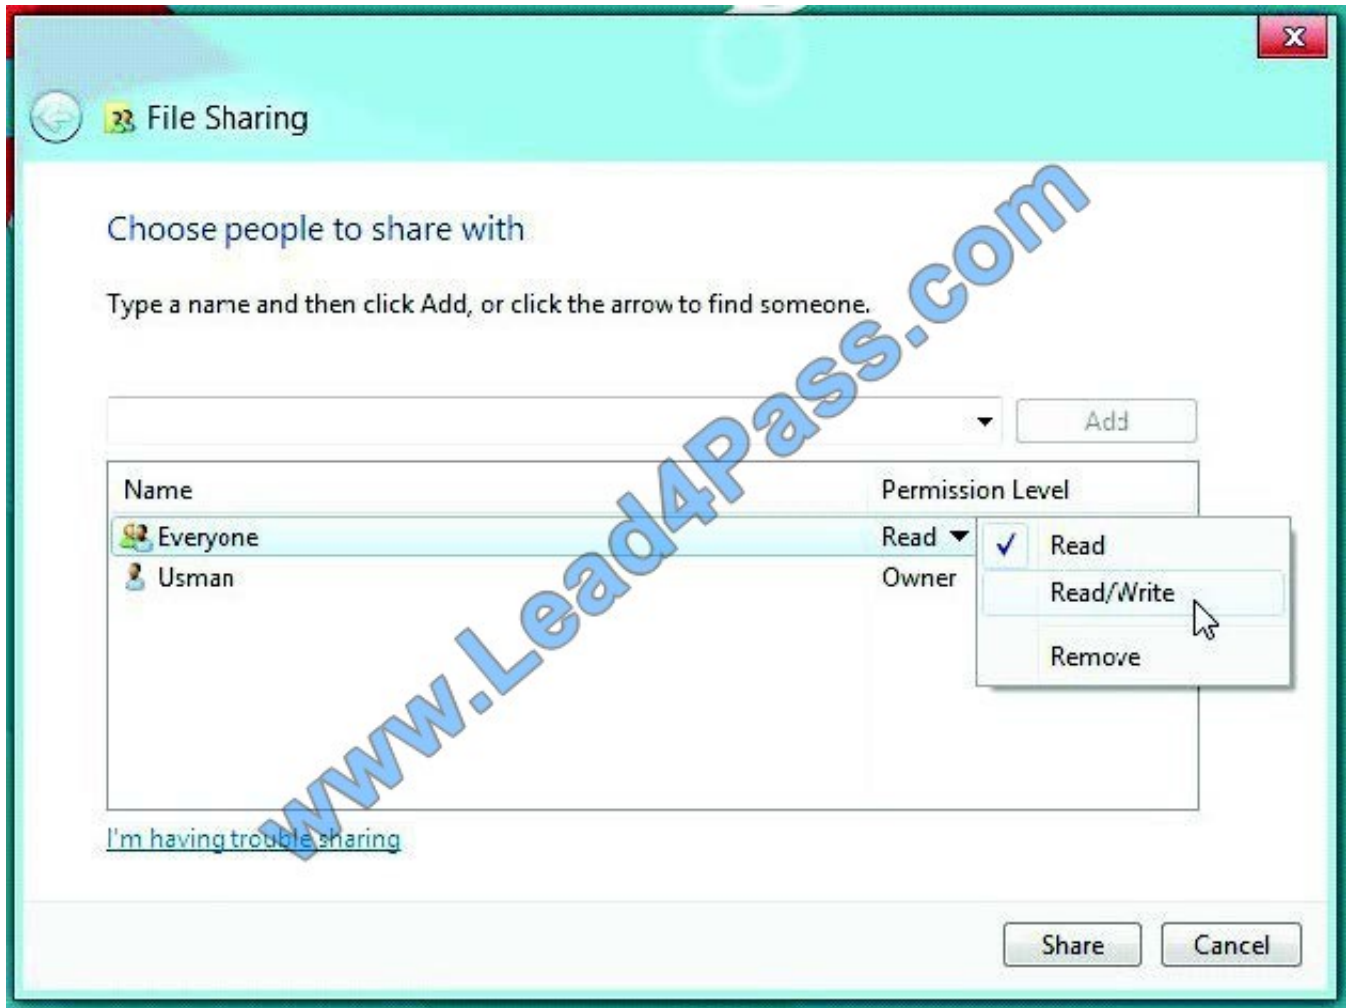 X
File Sharing
Choose people to share with
Type a name and then click Add, or click the arrow to find someone.
Add
Name Permission Level
Everyone Read
Usman Owner
Read
Read/Write
Remove
I'm having trouble sharing
Share Cancel
www.Lead4Pass.com